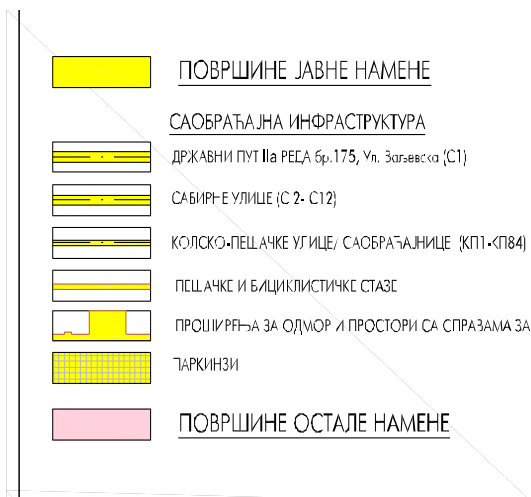 ПОВРШИНЕ ЈАВНЕ НАМЕНЕ
САОБРАЋАЈНА ИНФРАСТРУКТУРА
ДРЖАВНИ ПУТ IIa РЕДА бр.175, Ул. Ваљевска (С1)
САБИРНЕ УЛИЦЕ (С 2- С12)
КОЛСКО-ПЕШАЧКЕ УЛИЦЕ/ САОБРАЋАЈНИЦЕ (КП1-КП84)
ПЕШАЧКЕ И БИЦИКЛИСТИЧКЕ СТАЗЕ
ПРОШИРЕЊА ЗА ОДМОР И ПРОСТОРИ СА СПРАВАМА ЗА
ПАРКИНЗИ
ПОВРШИНЕ ОСТАЛЕ НАМЕНЕ